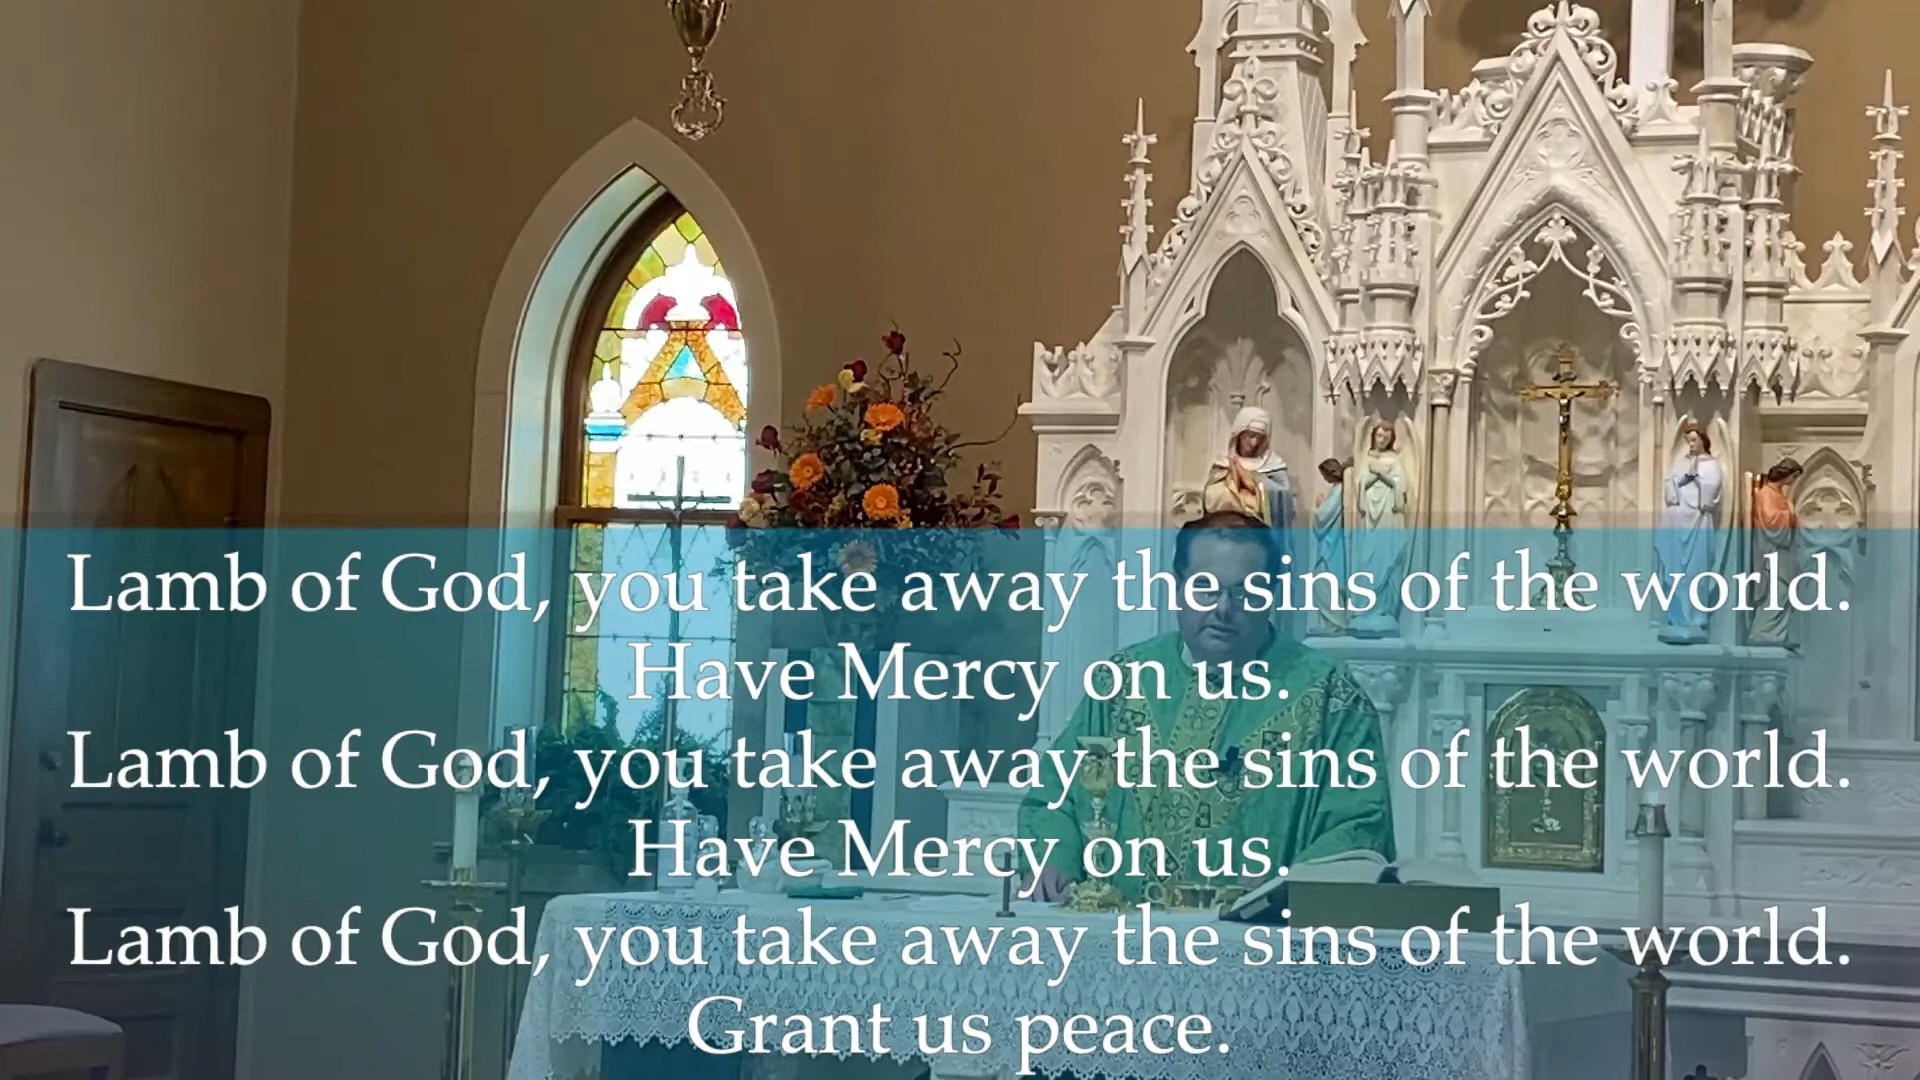 Lamb of God, you take away the sins of the world.
Have Mercy on us.
Lamb of God, you take away the sins of the world.
Have Mercy on us.
Lamb of God, you take away the sins of the world.
Grant us peace.